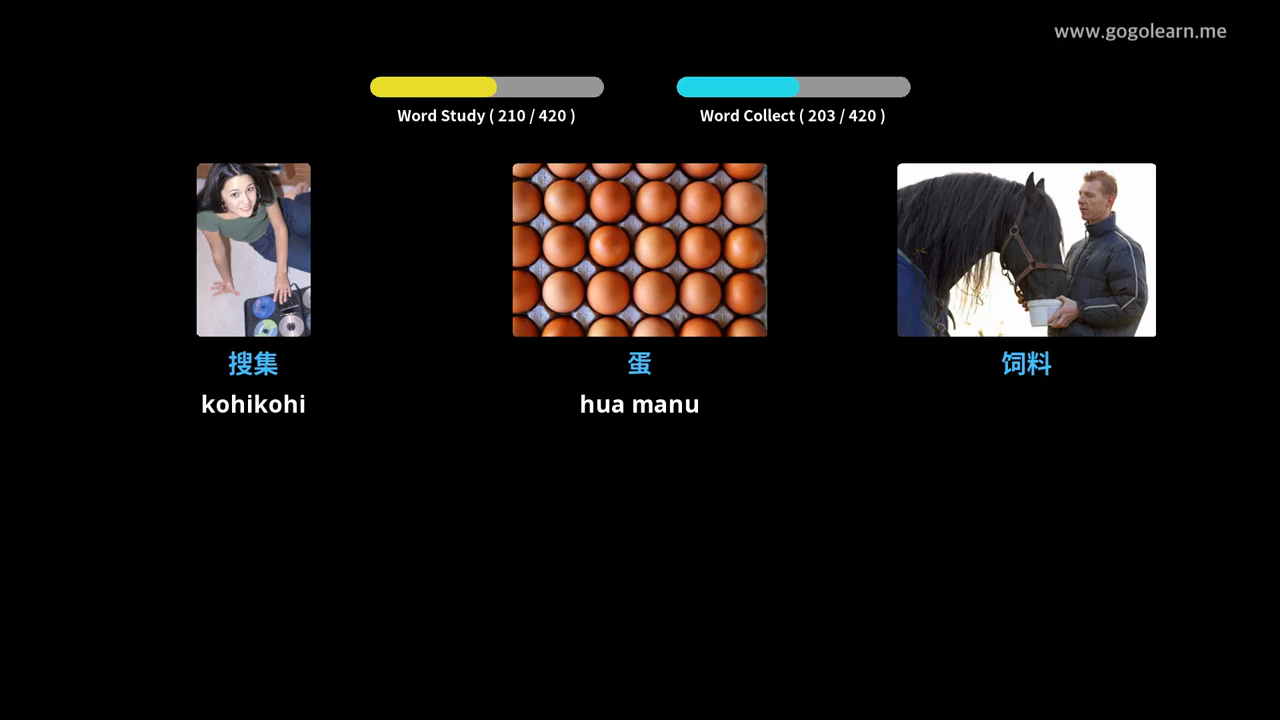 www.gogolearn.me
Word Study ( 210 / 420 )
Word Collect ( 203 / 420 )
搜集
蛋
饲料
kohikohi
hua manu